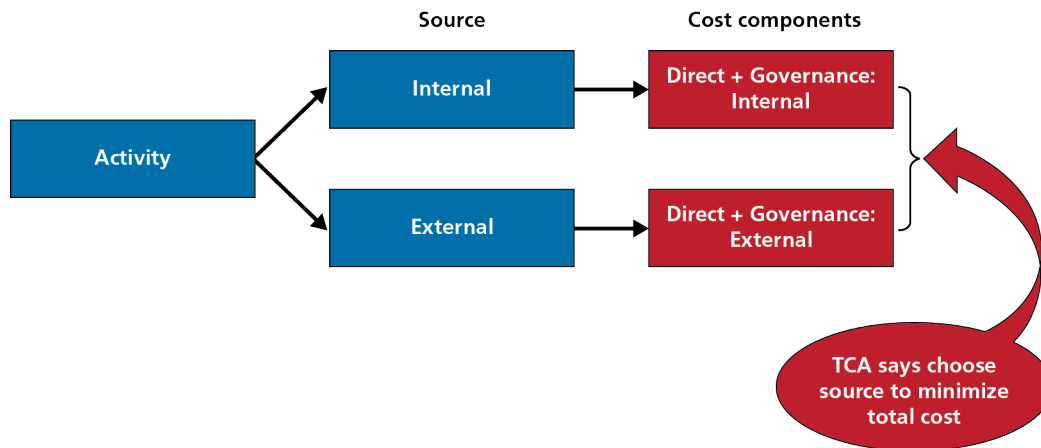 Source
Cost components
Internal
Direct + Governance:
Internal
Activity
External
Direct + Governance:
External
TCA says choose
source to minimize
total cost